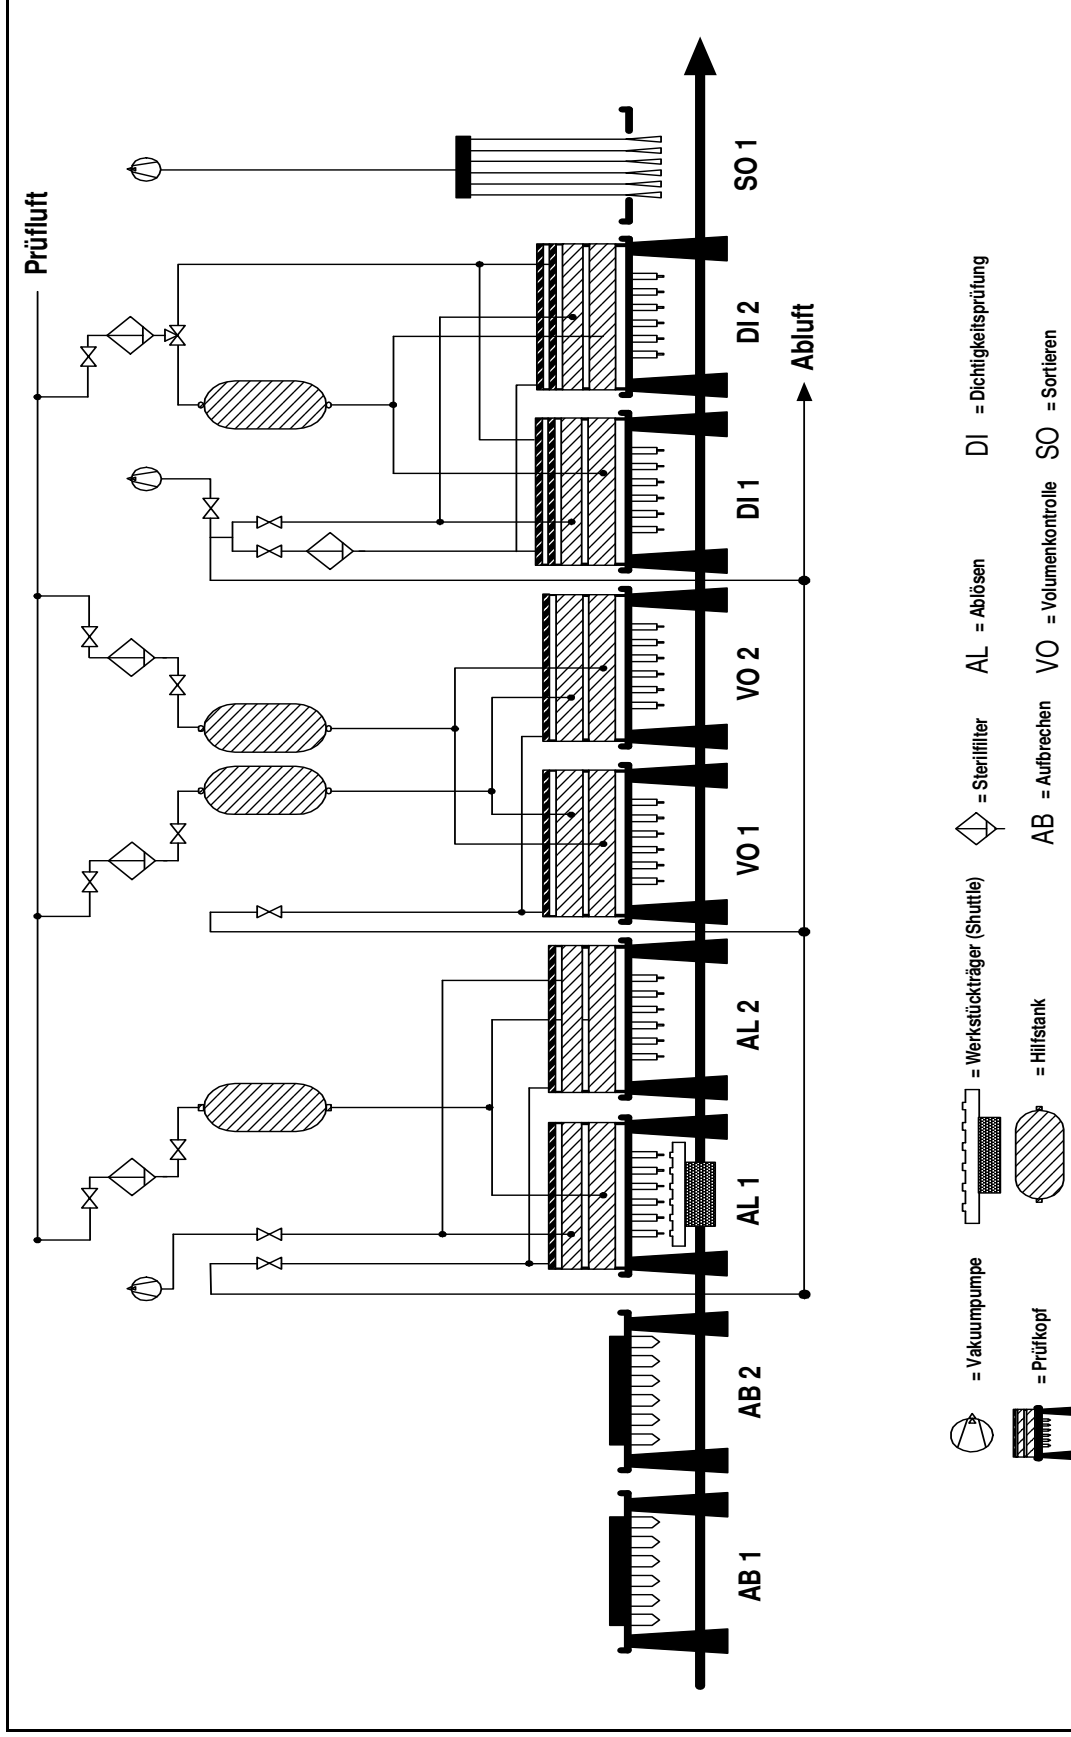 Prüfluft
AB 1
AB 2
AL 1
AL 2
VO 1
VO 2
DI 1
DI 2
SO 1
Abluft
= Vakuumpumpe
= Werkstückträger (Shuttle)
= Sterilfilter
AL = Ablösen
DI = Dichtigkeitsprüfung
= Prüfkopf
= Hilfstank
AB = Aufbrechen
VO = Volumenkontrolle
SO = Sortieren